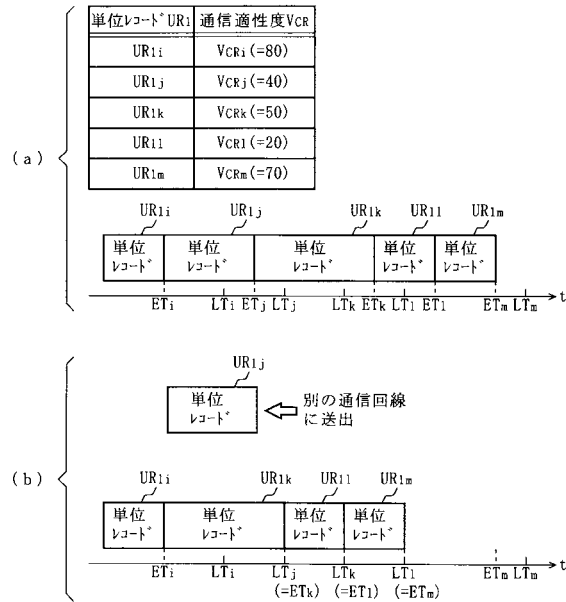 (a)
単位レコードUR1 通信適性度VCR
UR1i VCRi(=80)
UR1j VCRj(=40)
UR1k VCRk(=50)
UR1l VCRl(=20)
UR1m VCRm(=70)
UR1i UR1j UR1k UR1l UR1m
単位 単位 単位 単位 単位
レコード レコード レコード レコード レコード
ETi LTi ETj LTj LTk ETk LTl ETl ETm LTm t
(b)
UR1j
単位
レコード
別の通信回線
に送出
UR1i UR1k UR1l UR1m
単位 単位 単位 単位
レコード レコード レコード レコード
ETi LTi LTj LTk LTl ETm LTm t
(=ETk) (=ETl) (=ETm)